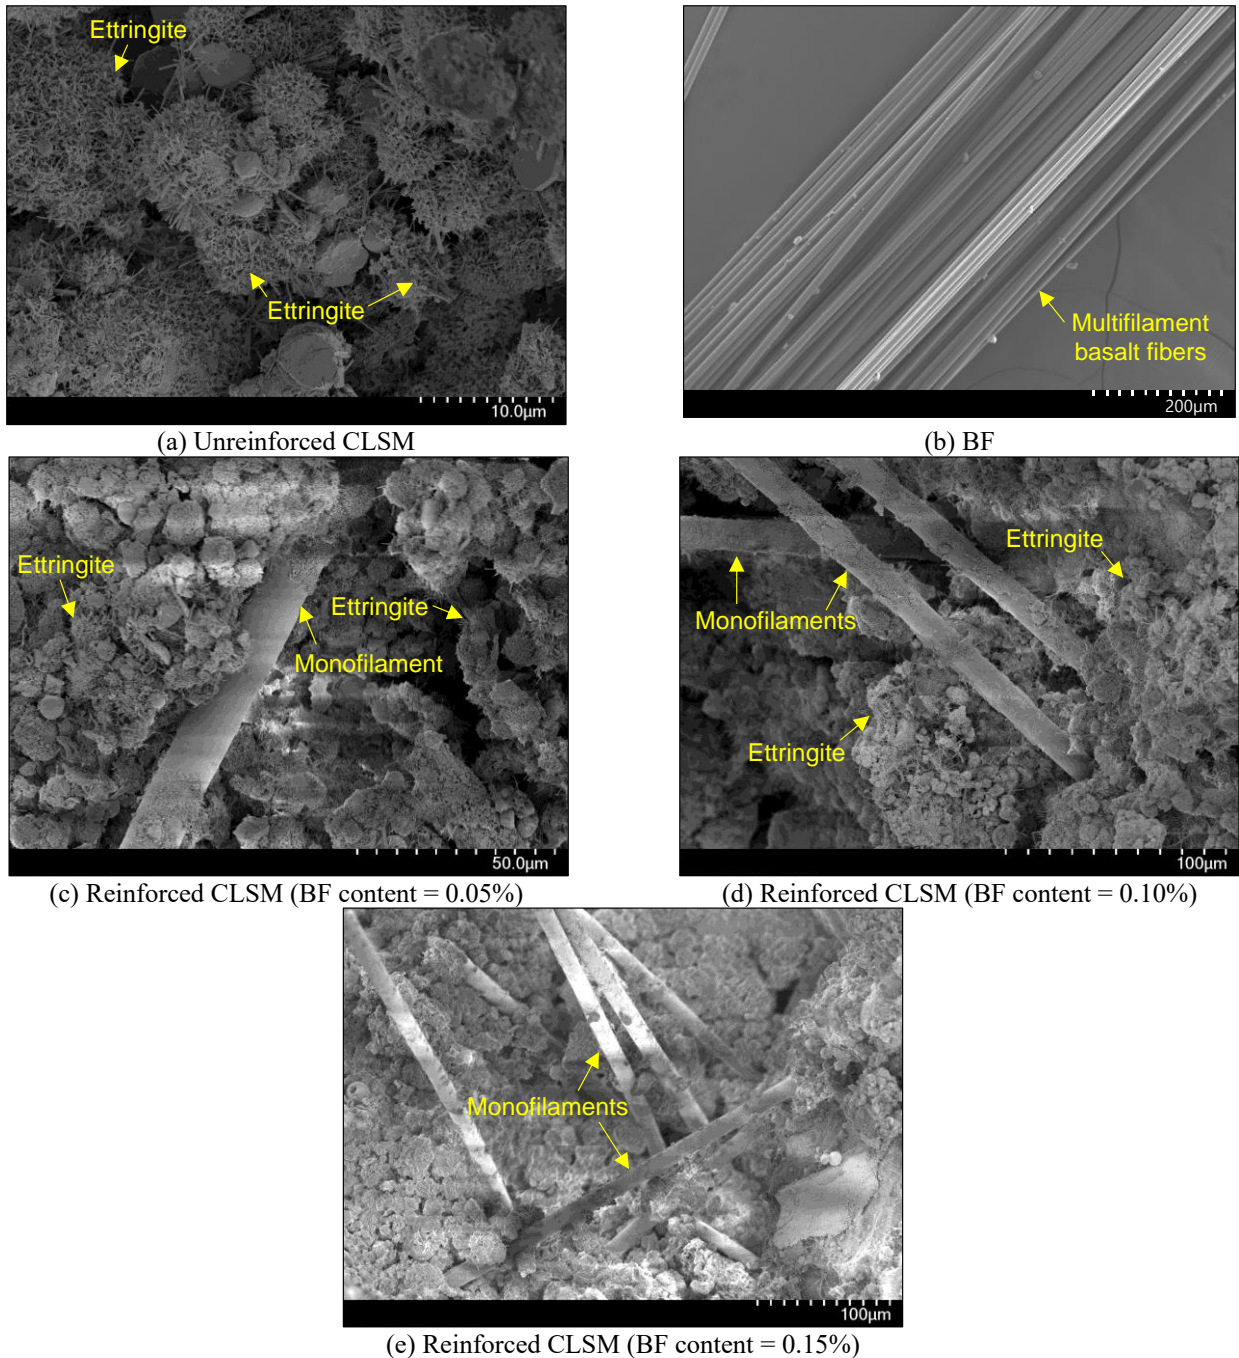 Ettringite
Ettringite
10.0µm
(a) Unreinforced CLSM
Multifilament
basalt fibers
200µm
(b) BF
Ettringite
Ettringite
Monofilament
50.0µm
(c) Reinforced CLSM (BF content = 0.05%)
Ettringite
Monofilaments
Ettringite
100µm
(d) Reinforced CLSM (BF content = 0.10%)
Monofilaments
100µm
(e) Reinforced CLSM (BF content = 0.15%)